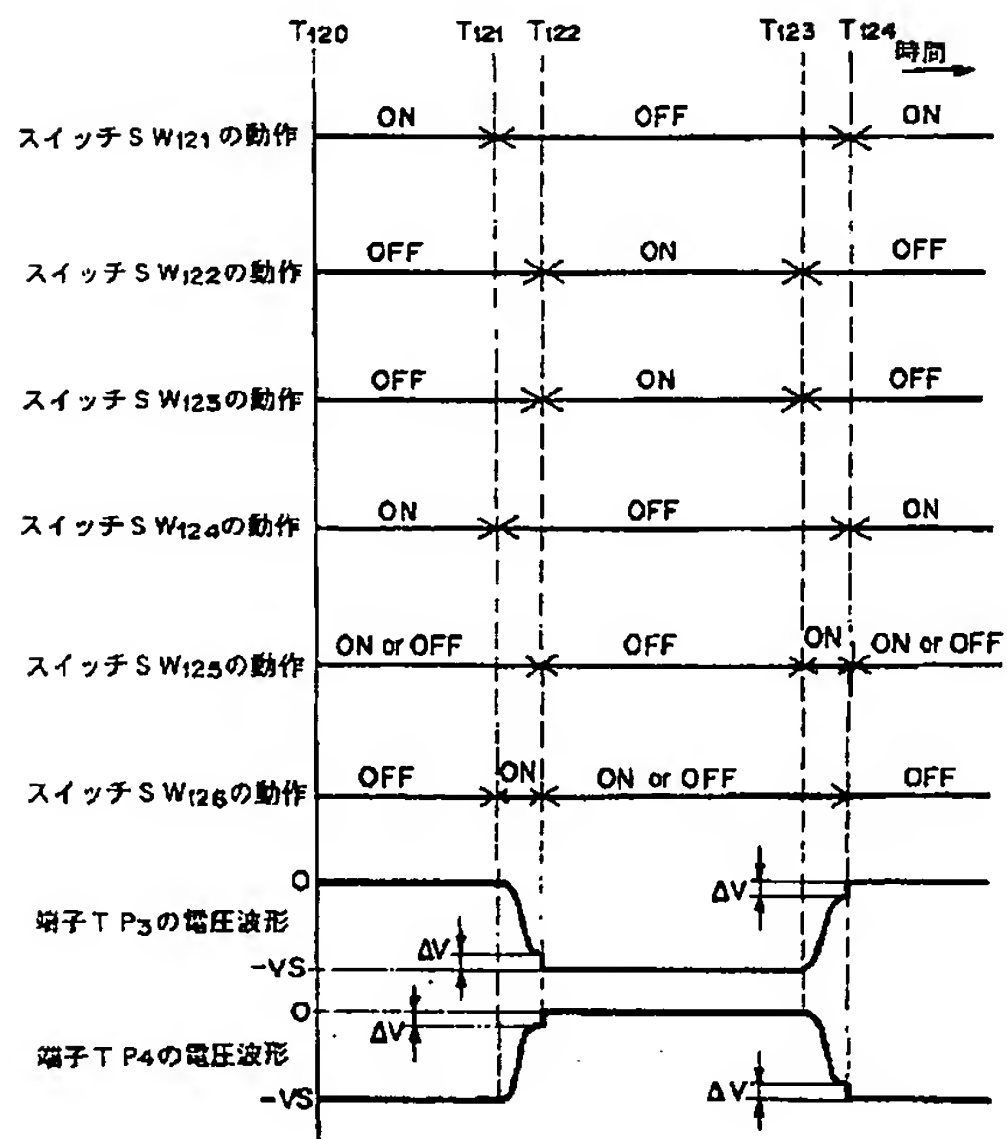 T120 T121 T122 T123 T124
時間
スイッチSW121の動作 ON OFF ON
スイッチSW122の動作 OFF ON OFF
スイッチSW123の動作 OFF ON OFF
スイッチSW124の動作 ON OFF ON
スイッチSW125の動作 ON or OFF OFF ON ON or OFF
スイッチSW126の動作 OFF ON ON or OFF OFF
0
ΔV
端子TP3の電圧波形
ΔV
-VS
0
ΔV
端子TP4の電圧波形
ΔV
-VS